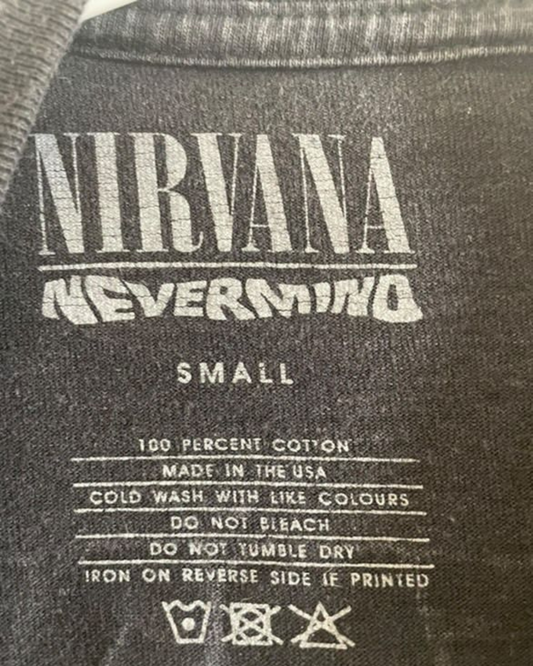 NIRVANA
NEVERMIND
SMALL
100 PERCENT COTTON
MADE IN THE USA
COLD WASH WITH LIKE COLOURS
DO NOT BLEACH
DO NOT TUMBLE DRY
IRON ON REVERSE SIDE IF PRINTED